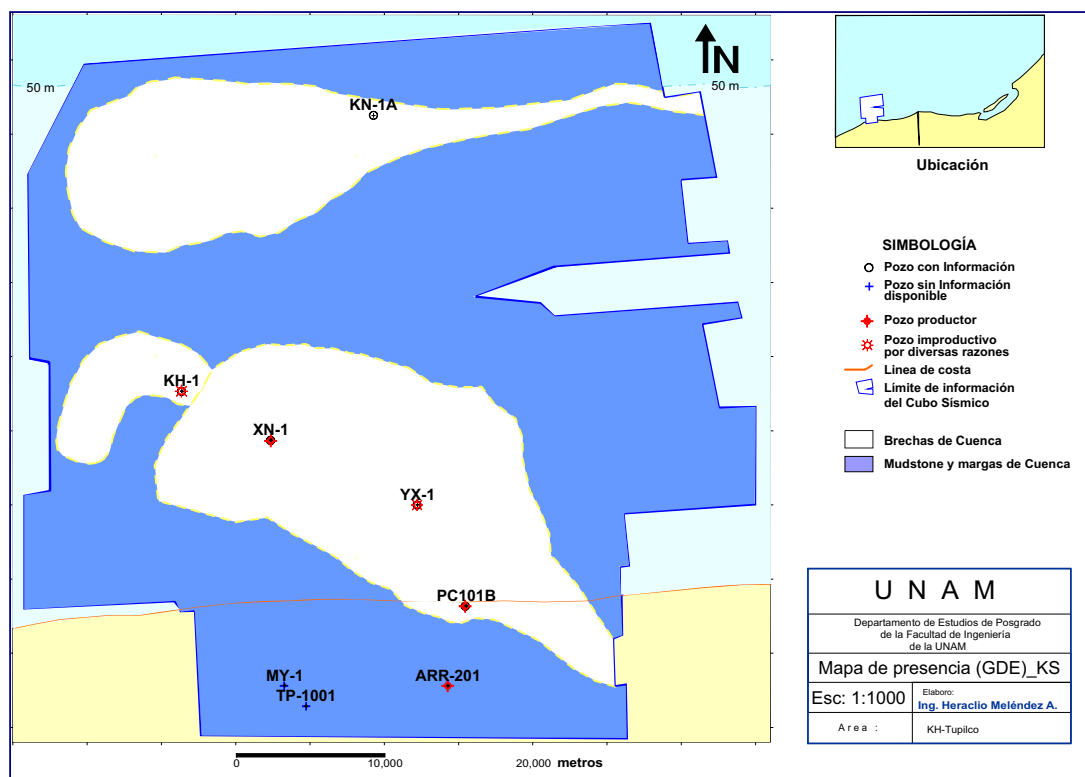 50 m
N
50 m
KN-1A
KH-1
XN-1
YX-1
PC101B
MY-1
TP-1001
ARR-201
0
10,000
20,000
metros
Ubicación
SIMBOLOGÍA
Pozo con Información
Pozo sin Información
disponible
Pozo productor
Pozo improductivo
por diversas razones
Linea de costa
Límite de información
del Cubo Sísmico
Brechas de Cuenca
Mudstone y margas de Cuenca
U N A M
Departamento de Estudios de Posgrado
de la Facultad de Ingeniería
de la UNAM
Mapa de presencia (GDE)_KS
Esc: 1:1000
Elaboro:
Ing. Heraclio Meléndez A.
Area :
KH-Tupilco